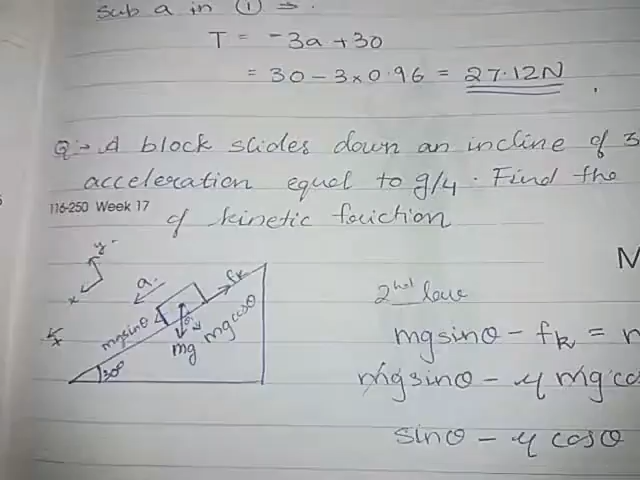 sub a in ① ⇒.
T = -3a + 30
= 30 - 3 × 0.96 = 27.12N
Q:→ A block slides down an incline of 3
acceleration equal to g/4. Find the
116-250 Week 17
of kinetic friction
y
x
a
fk
mg sinθ
mg cosθ
mg
30°
2nd law
M
mg sinθ - fk = m
mg sinθ - μ mg co
sinθ - μ cosθ